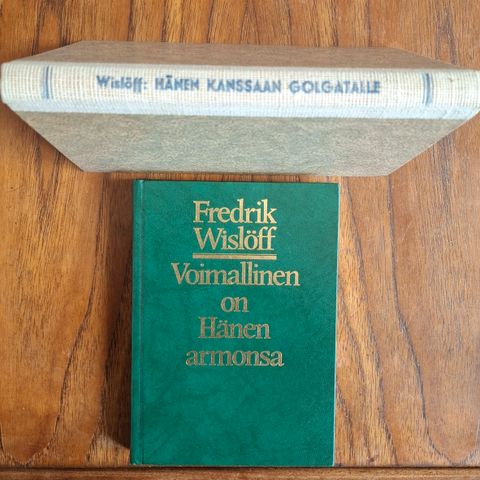 Wislöff: HÄNEN KANSSAAN GOLGATALLE
Fredrik
Wislöff
Voimallinen
on
Hänen
armonsa